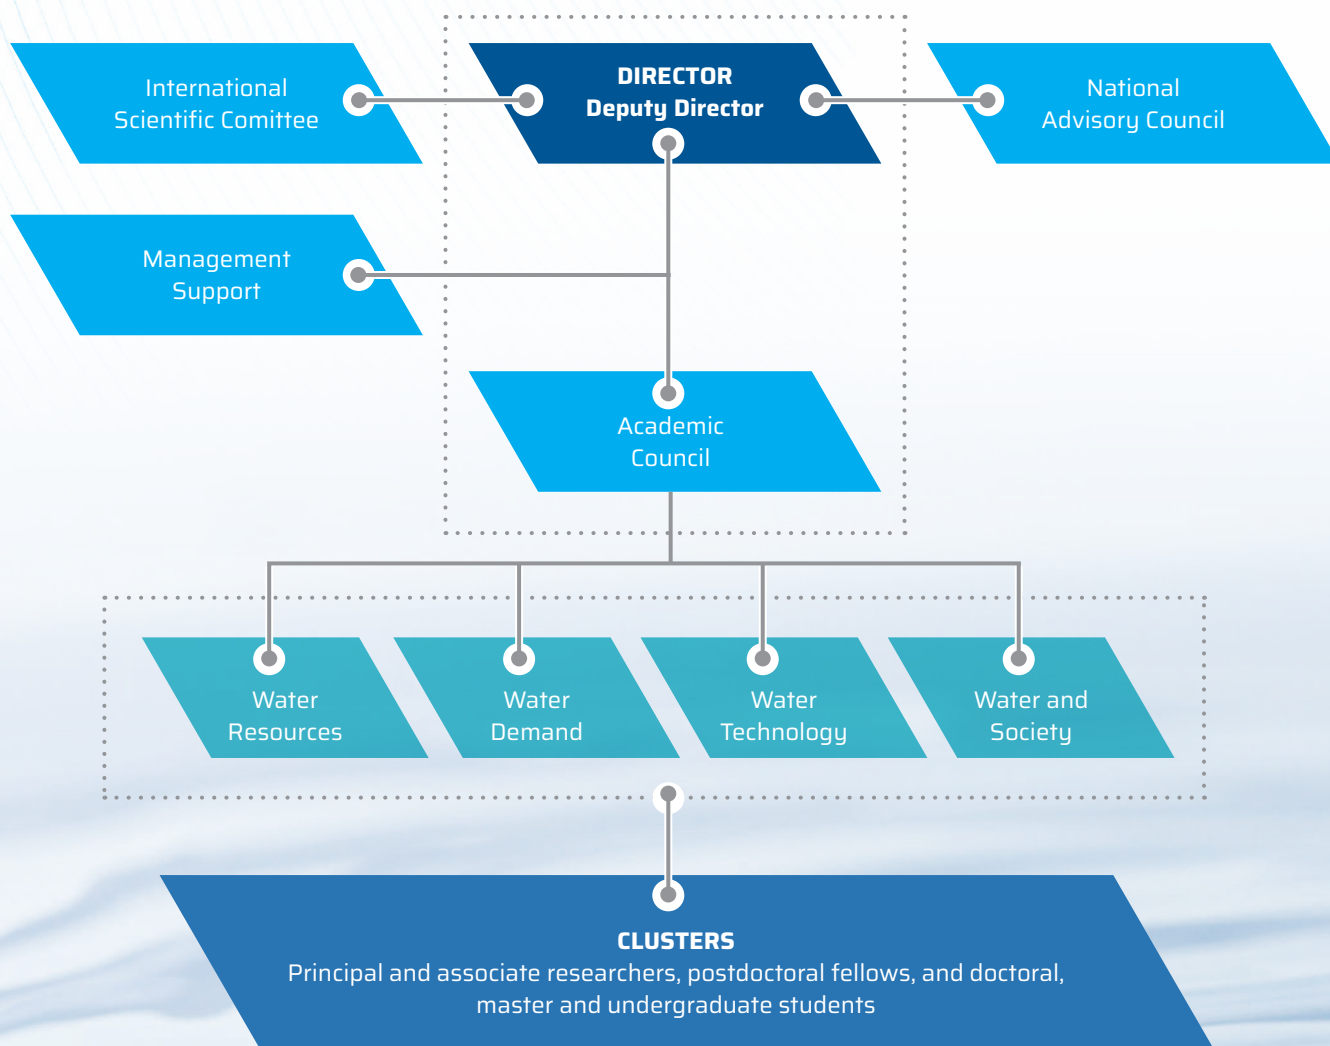 International
Scientific Comittee
DIRECTOR
Deputy Director
National
Advisory Council
Management
Support
Academic
Council
Water
Resources
Water
Demand
Water
Technology
Water and
Society
CLUSTERS
Principal and associate researchers, postdoctoral fellows, and doctoral,
master and undergraduate students